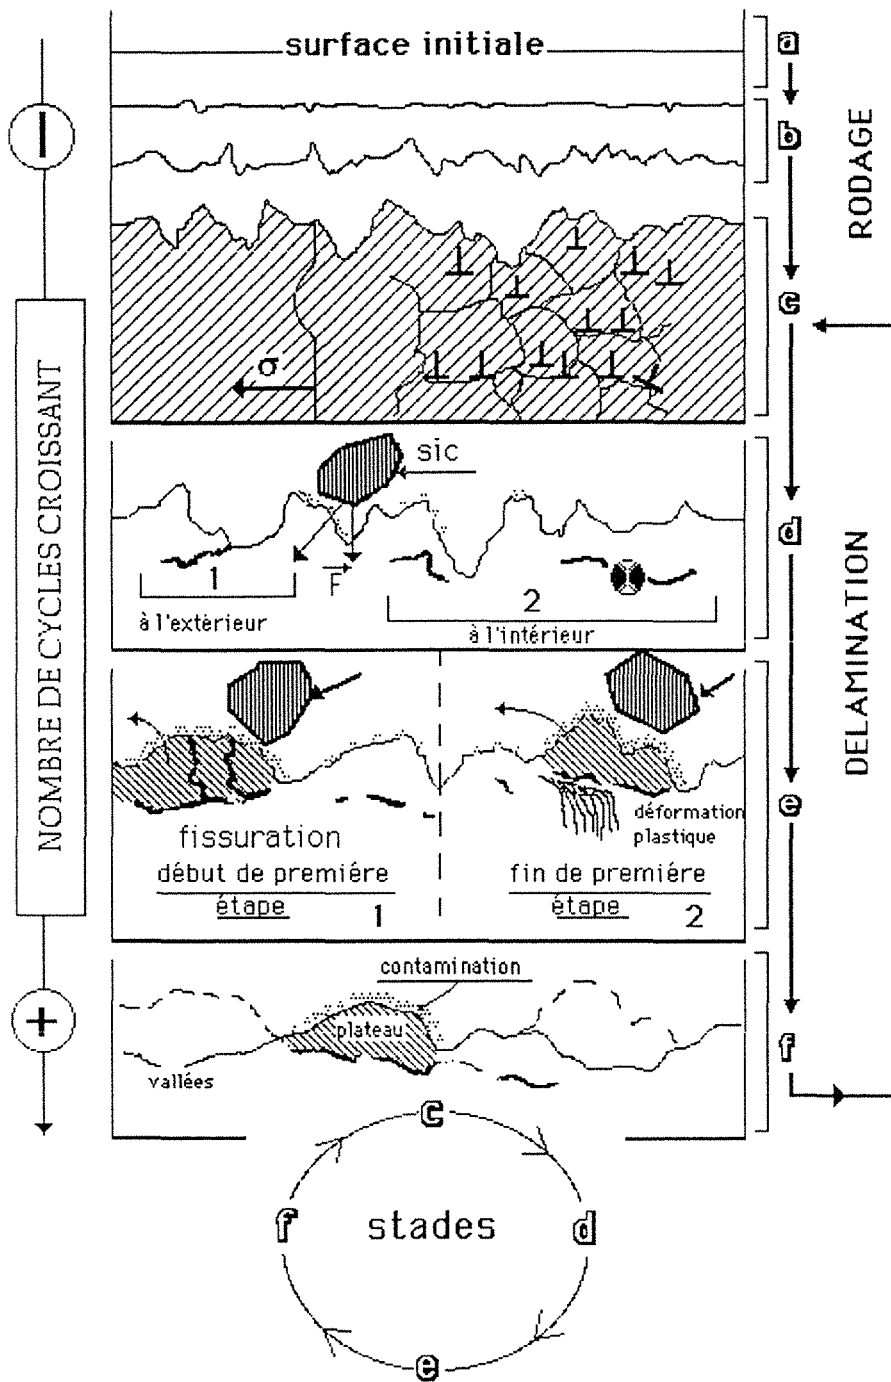 surface initiale
a
b
RODAGE
c
σ
NOMBRE DE CYCLES CROISSANT
sic
F
1
à l'extèrieur
2
à l'intérieur
d
DELAMINATION
fissuration
début de premiére
étape
1
déformation
plastique
fin de premiére
étape
2
e
contamination
plateau
vallées
f
+
c
f
stades
d
e